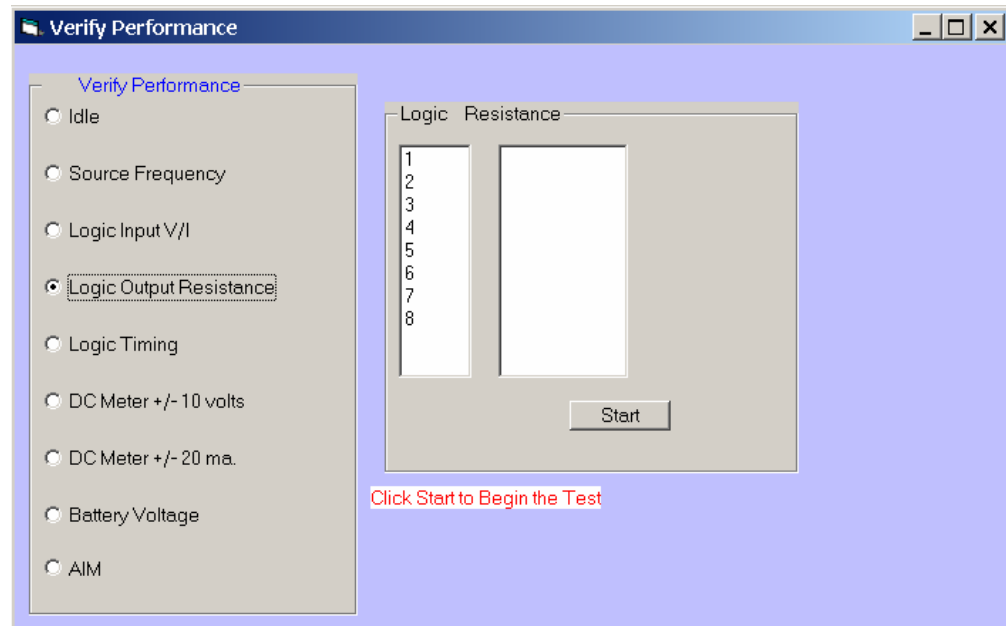 Verify Performance
Verify Performance
Idle
Source Frequency
Logic Input V/I
Logic Output Resistance
Logic Timing
DC Meter +/- 10 volts
DC Meter +/- 20 ma.
Battery Voltage
AIM
Logic Resistance
1
2
3
4
5
6
7
8
Start
Click Start to Begin the Test